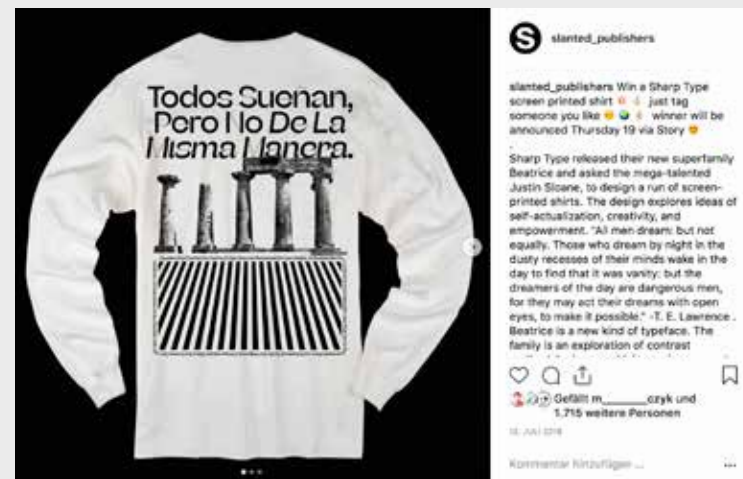 Todos Suenan,
Pero No De La
Misma Manera.
S
slanted_publishers
slanted_publishers Win a Sharp Type
screen printed shirt just tag
someone you like winner will be
announced Thursday 19 via Story
.
Sharp Type released their new superfamily
Beatrice and asked the mega-talented
Justin Sloane, to design a run of screen-
printed shirts. The design explores ideas of
self-actualization, creativity, and
empowerment. "All men dream: but not
equally. Those who dream by night in the
dusty recesses of their minds wake in the
day to find that it was vanity; but the
dreamers of the day are dangerous men,
for they may act their dreams with open
eyes, to make it possible." -T. E. Lawrence .
Beatrice is a new kind of typeface. The
family is an exploration of contrast
Gefällt m_______czyk und
1.715 weitere Personen
JULI 2018
Kommentar hinzufügen ...